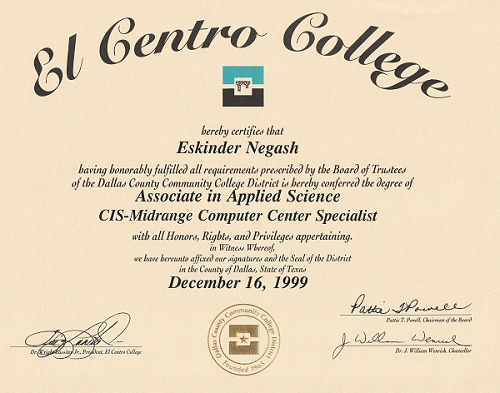 El Centro College
hereby certifies that
Eskinder Negash
having honorably fulfilled all requirements prescribed by the Board of Trustees
of the Dallas County Community College District is hereby conferred the degree of
Associate in Applied Science
CIS-Midrange Computer Center Specialist
with all Honors, Rights, and Privileges appertaining.
in Witness Whereof,
we have hereunto affixed our signatures and the Seal of the District
in the County of Dallas, State of Texas
December 16, 1999
Patti T Powell
Patti T. Powell, Chairman of the Board
J William Wenrich
Dr. J. William Wenrich, Chancellor
Jr., President, El Centro College
Dallas County Community College District
Founded 1965